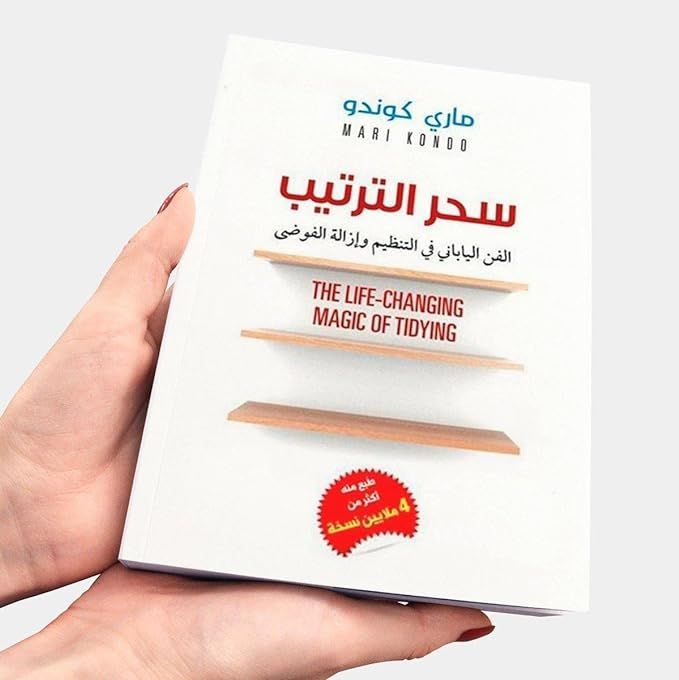 ماري كوندو
MARI KONDO
سحر الترتيب
الفن الياباني في التنظيم وإزالة الفوضى
THE LIFE-CHANGING
MAGIC OF TIDYING
طبع منه
أكثر من
4 ملايين نسخة